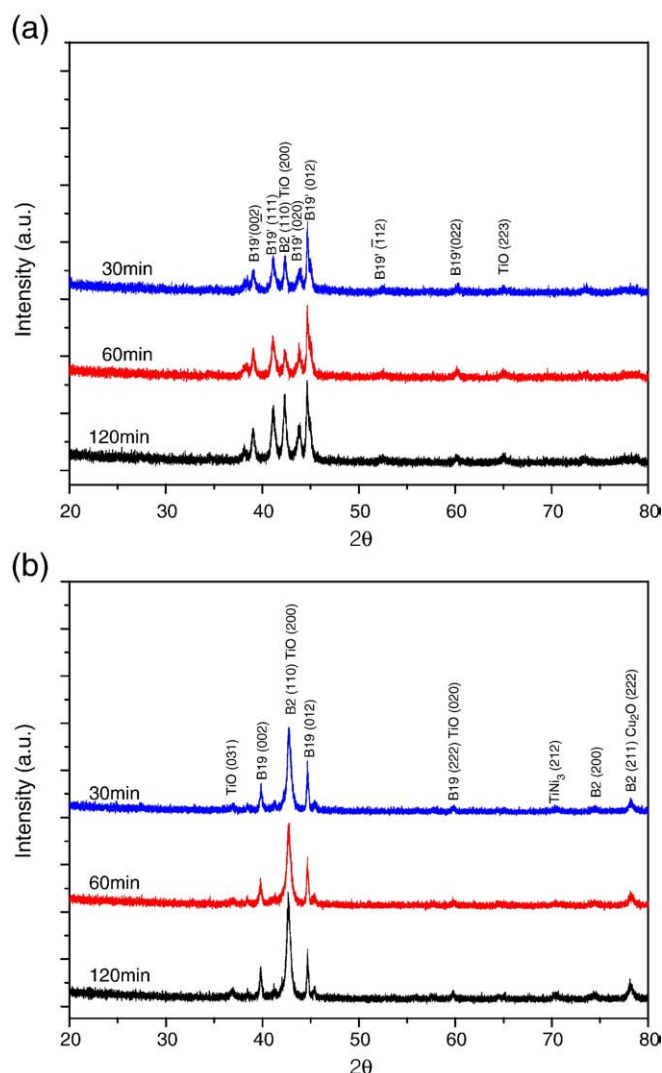 (a)
Intensity (a.u.)
B19'(002)
B19' (111)
B2 (110) TiO (200)
B19' (020)
B19' (012)
B19' (1̅12)
B19'(022)
TiO (223)
30min
60min
120min
20 30 40 50 60 70 80
2θ
(b)
Intensity (a.u.)
TiO (031)
B19 (002)
B2 (110) TiO (200)
B19 (012)
B19 (222) TiO (020)
TiNi₃ (212)
B2 (200)
B2 (211) Cu₂O (222)
30min
60min
120min
20 30 40 50 60 70 80
2θ